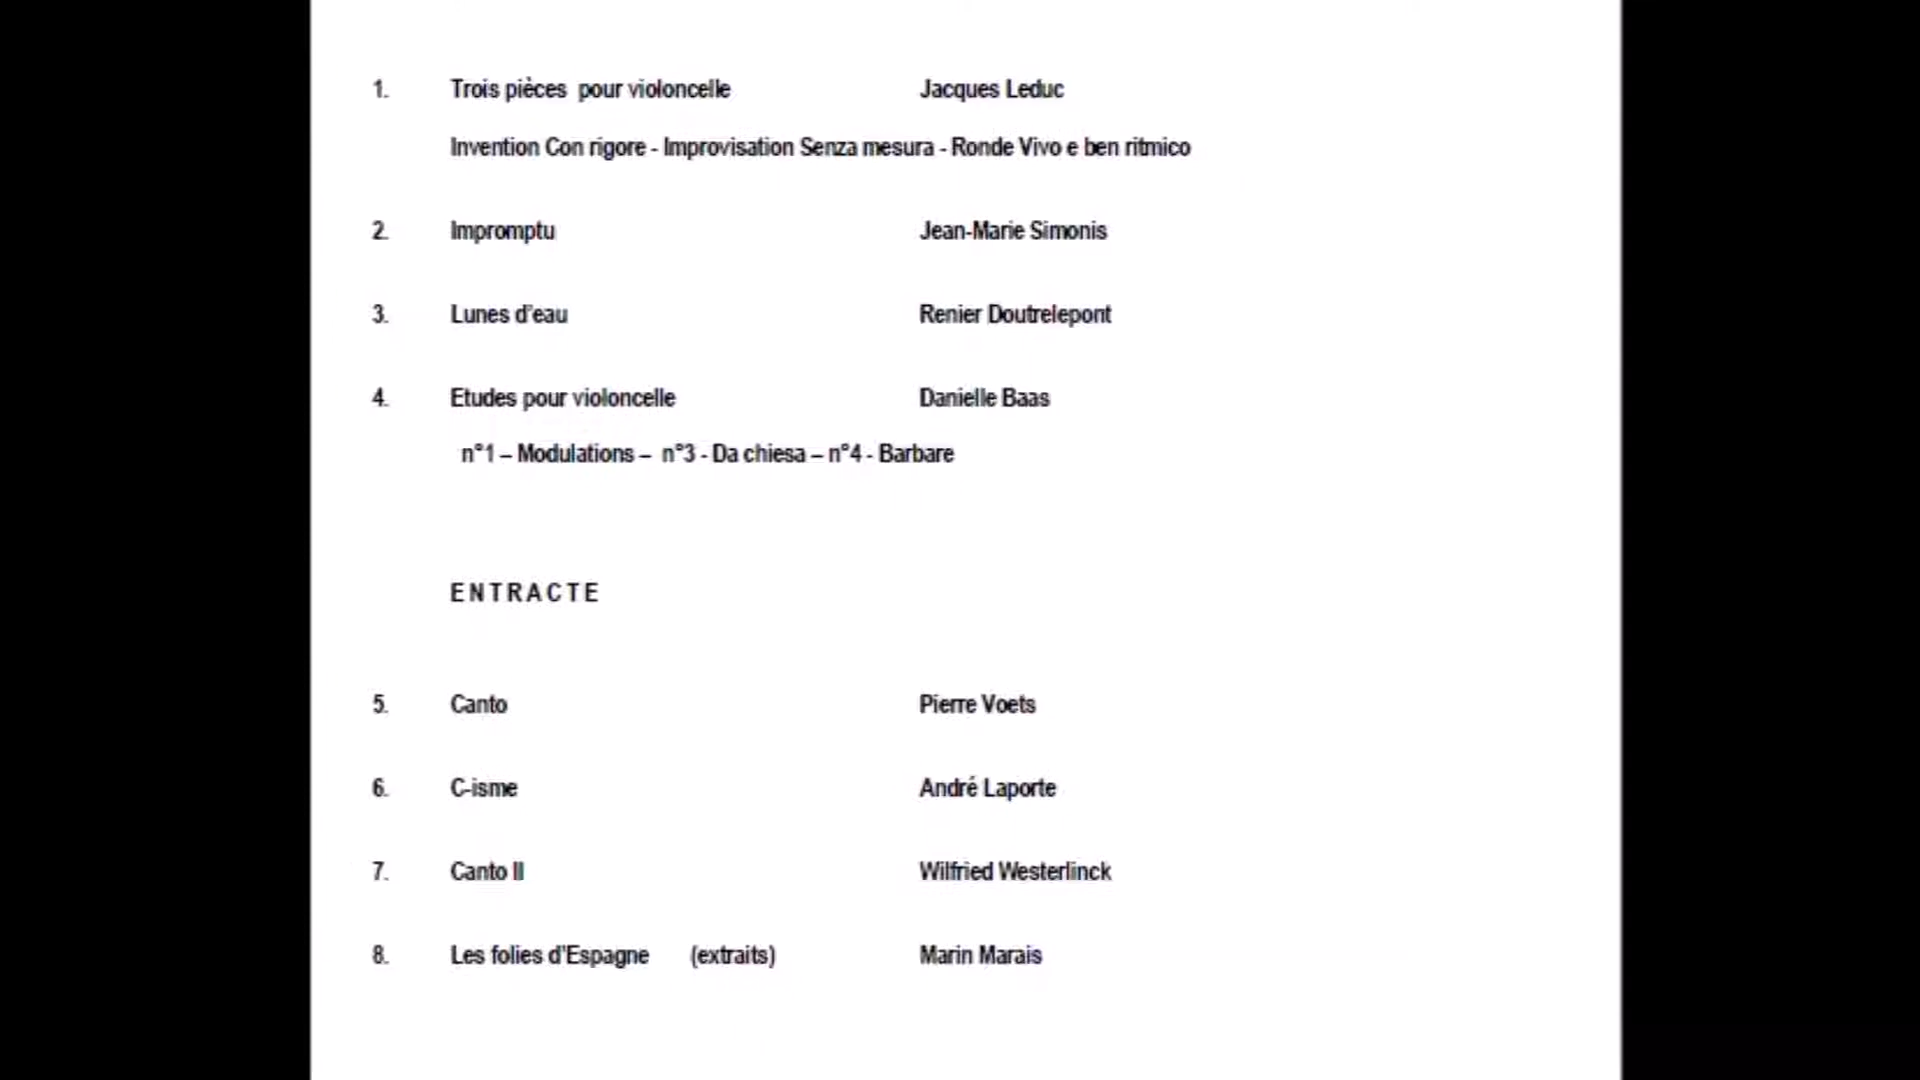 1. Trois pièces pour violoncelle Jacques Leduc
Invention Con rigore - Improvisation Senza mesura - Ronde Vivo e ben ritmico
2. Impromptu Jean-Marie Simonis
3. Lunes d'eau Renier Doutrelepont
4. Etudes pour violoncelle Danielle Baas
n°1 – Modulations – n°3 - Da chiesa – n°4 - Barbare
ENTRACTE
5. Canto Pierre Voets
6. C-isme André Laporte
7. Canto II Wilfried Westerlinck
8. Les folies d'Espagne (extraits) Marin Marais